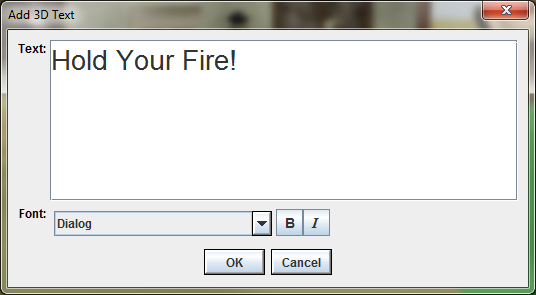 Add 3D Text
Text:
Hold Your Fire!
Font:
Dialog
B I
OK Cancel